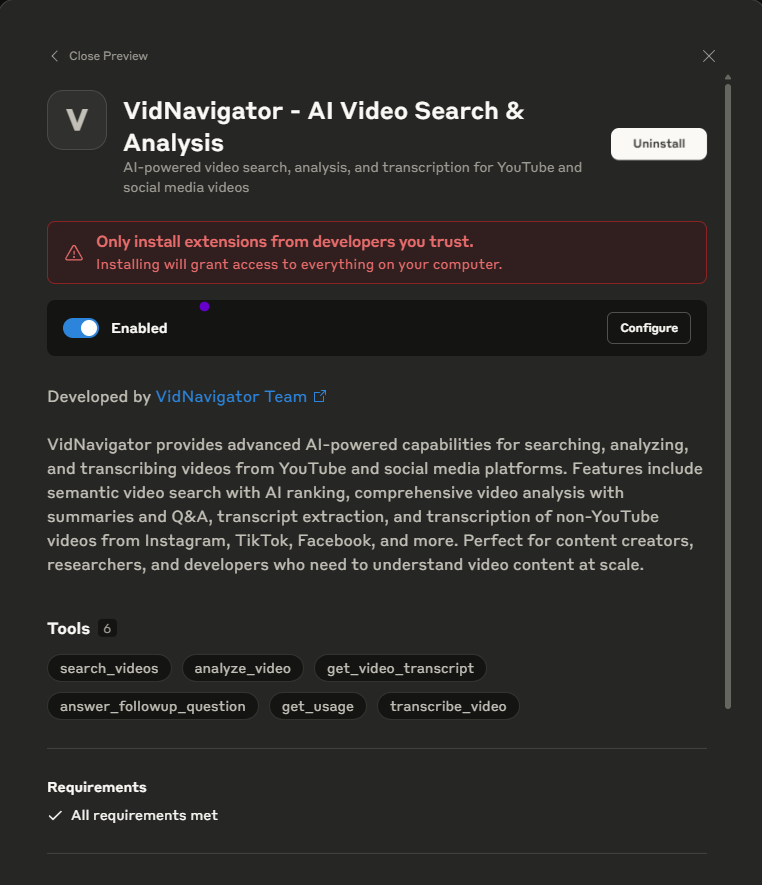 Close Preview
V
VidNavigator - AI Video Search &
Analysis
AI-powered video search, analysis, and transcription for YouTube and
social media videos
Uninstall
Only install extensions from developers you trust.
Installing will grant access to everything on your computer.
Enabled
Configure
Developed by VidNavigator Team
VidNavigator provides advanced AI-powered capabilities for searching, analyzing,
and transcribing videos from YouTube and social media platforms. Features include
semantic video search with AI ranking, comprehensive video analysis with
summaries and Q&A, transcript extraction, and transcription of non-YouTube
videos from Instagram, TikTok, Facebook, and more. Perfect for content creators,
researchers, and developers who need to understand video content at scale.
Tools 6
search_videos analyze_video get_video_transcript
answer_followup_question get_usage transcribe_video
Requirements
All requirements met